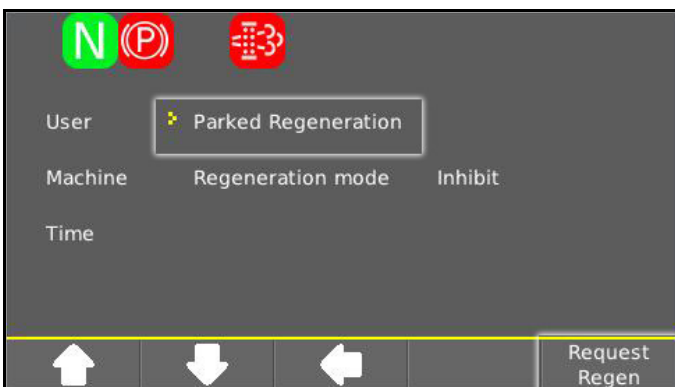 N (P)
User Parked Regeneration
Machine Regeneration mode Inhibit
Time
Request
Regen